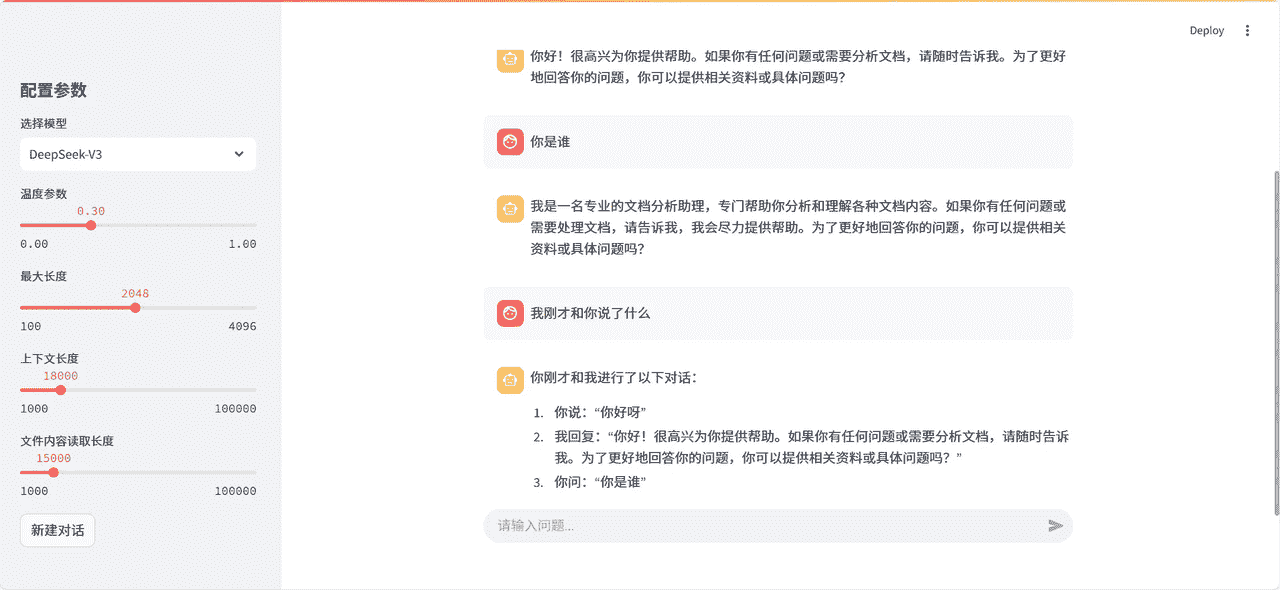 Deploy
配置参数
选择模型
DeepSeek-V3
温度参数
0.30
0.00 1.00
最大长度
2048
100 4096
上下文长度
18000
1000 100000
文件内容读取长度
15000
1000 100000
新建对话
你好！很高兴为你提供帮助。如果你有任何问题或需要分析文档，请随时告诉我。为了更好
地回答你的问题，你可以提供相关资料或具体问题吗？
你是谁
我是一名专业的文档分析助理，专门帮助你分析和理解各种文档内容。如果你有任何问题或
需要处理文档，请告诉我，我会尽力提供帮助。为了更好地回答你的问题，你可以提供相关
资料或具体问题吗？
我刚才和你说了什么
你刚才和我进行了以下对话：
1. 你说：“你好呀”
2. 我回复：“你好！很高兴为你提供帮助。如果你有任何问题或需要分析文档，请随时告诉
我。为了更好地回答你的问题，你可以提供相关资料或具体问题吗？”
3. 你问：“你是谁”
请输入问题...